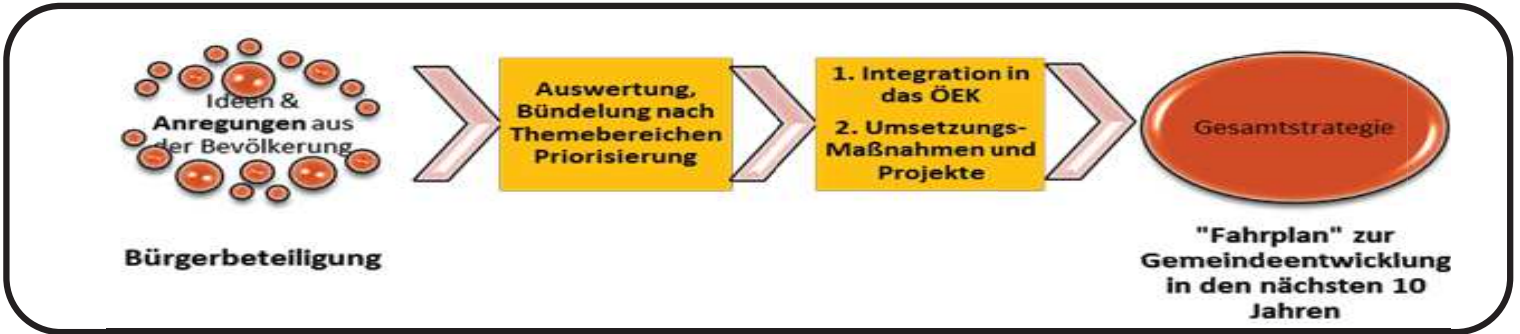 Ideen &
Anregungen aus
der Bevölkerung
Bürgerbeteiligung
Auswertung,
Bündelung nach
Themebereichen
Priorisierung
1. Integration in
das ÖEK
2. Umsetzungs-
Maßnahmen und
Projekte
Gesamtstrategie
"Fahrplan" zur
Gemeindeentwicklung
in den nächsten 10
Jahren